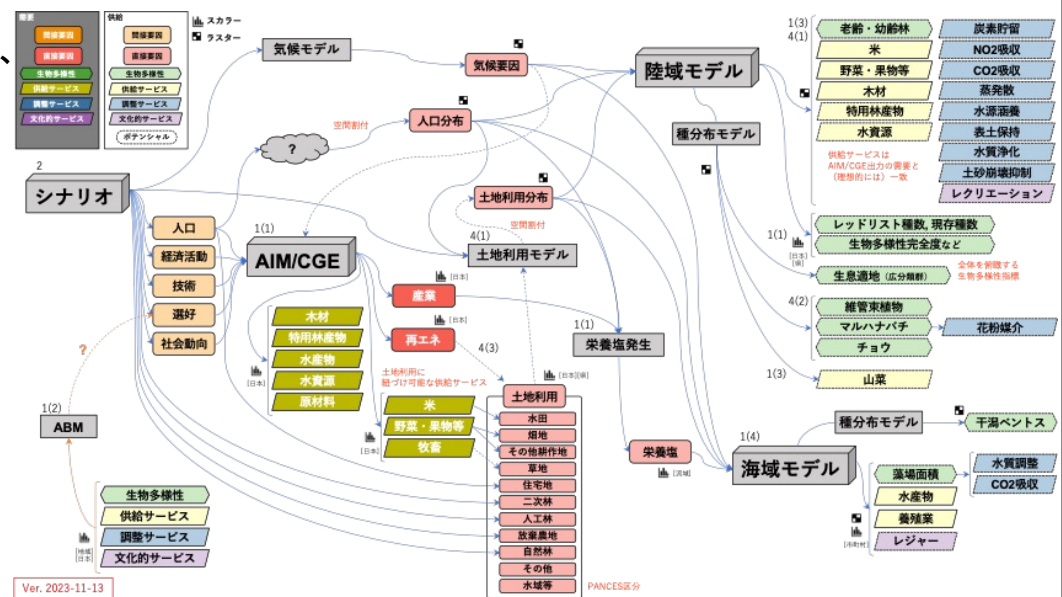 需要
間接要因
直接要因
生物多様性
供給サービス
調整サービス
文化的サービス
供給
間接要因
直接要因
生物多様性
供給サービス
調整サービス
文化的サービス
ポテンシャル
スカラー
ラスター
、
2
シナリオ
気候モデル
気候要因
?
空間割付
人口分布
人口
経済活動
技術
選好
社会動向
1(1)
AIM/CGE
土地利用分布
空間割付
4(1)
土地利用モデル
[日本]
産業
[日本]
再エネ
4(3)
木材
特用林産物
水産物
水資源
原材料
[日本]
土地利用に
紐づけ可能な供給サービス
米
野菜・果物等
牧畜
[日本]
[日本][県]
土地利用
水田
畑地
その他耕作地
草地
住宅地
二次林
人工林
放棄農地
自然林
その他
水域等
PANCES区分
?
1(2)
ABM
生物多様性
供給サービス
調整サービス
文化的サービス
[地域]
[日本]
Ver. 2023-11-13
陸域モデル
種分布モデル
1(1)
栄養塩発生
栄養塩
[流域]
1(4)
海域モデル
1(3)
4(1)
老齢・幼齢林
米
野菜・果物等
木材
特用林産物
水資源
供給サービスは
AIM/CGE出力の需要と
(理想的には)一致
炭素貯留
NO2吸収
CO2吸収
蒸発散
水源涵養
表土保持
水質浄化
土砂崩壊抑制
レクリエーション
1(1)
[日本]
[県]
レッドリスト種数, 現存種数
生物多様性完全度など
生息適地（広分類群）
全体を俯瞰する
生物多様性指標
4(2)
維管束植物
マルハナバチ
チョウ
花粉媒介
1(3)
山菜
種分布モデル
干潟ベントス
藻場面積
水産物
養殖業
レジャー
[市町村]
水質調整
CO2吸収